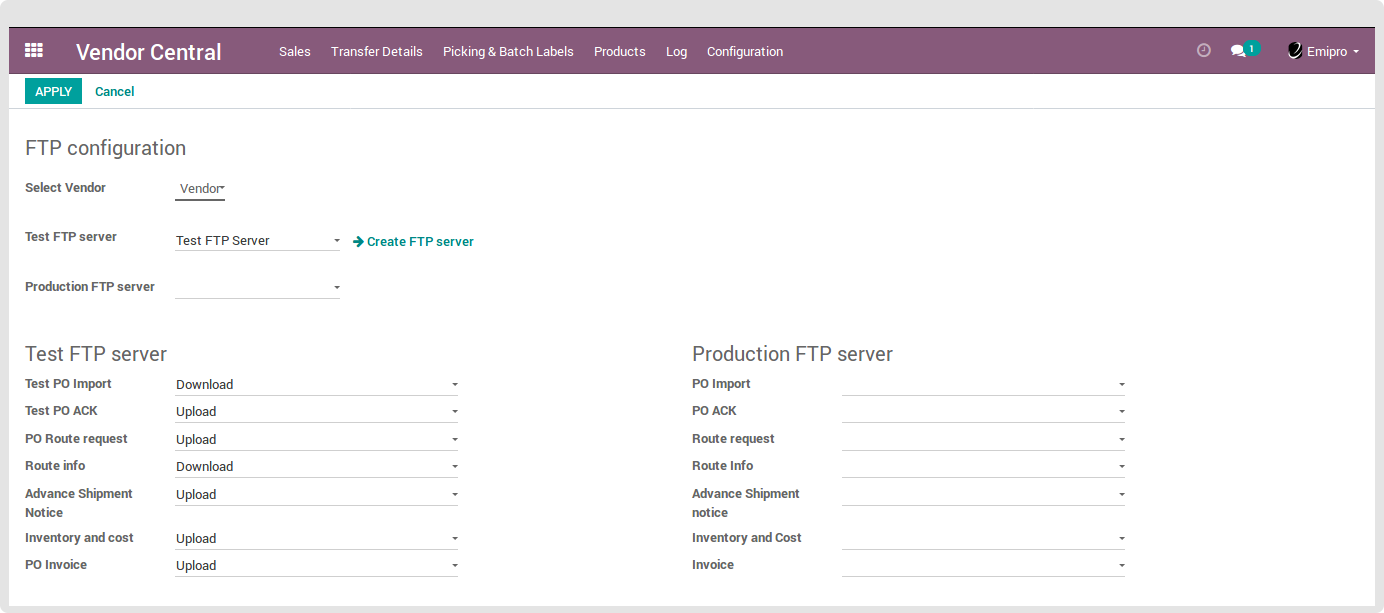 Vendor Central Sales Transfer Details Picking & Batch Labels Products Log Configuration 1 Emipro
APPLY Cancel
FTP configuration
Select Vendor Vendor
Test FTP server Test FTP Server Create FTP server
Production FTP server
Test FTP server Production FTP server
Test PO Import Download PO Import
Test PO ACK Upload PO ACK
PO Route request Upload Route request
Route info Download Route Info
Advance Shipment Upload Advance Shipment
Notice notice
Inventory and cost Upload Inventory and Cost
PO Invoice Upload Invoice